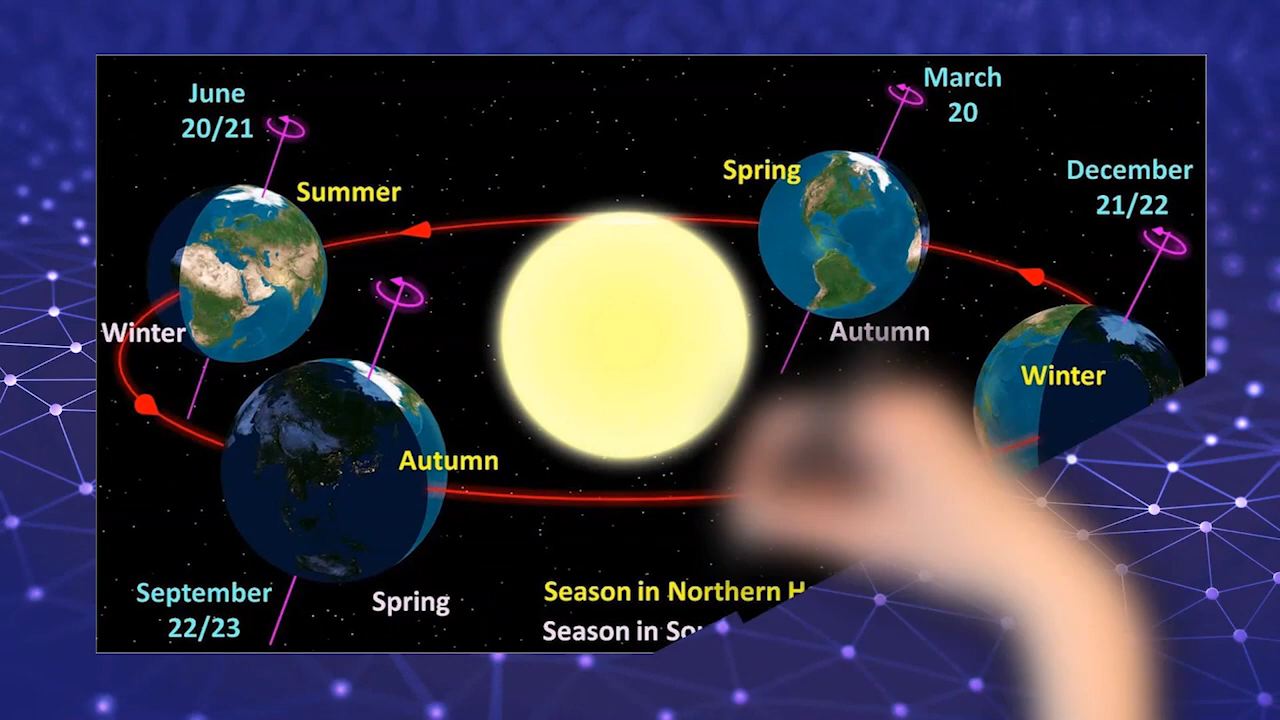 June
20/21
Summer
Winter
March
20
Spring
Autumn
December
21/22
Winter
Autumn
September
22/23
Spring
Season in Northern
Season in